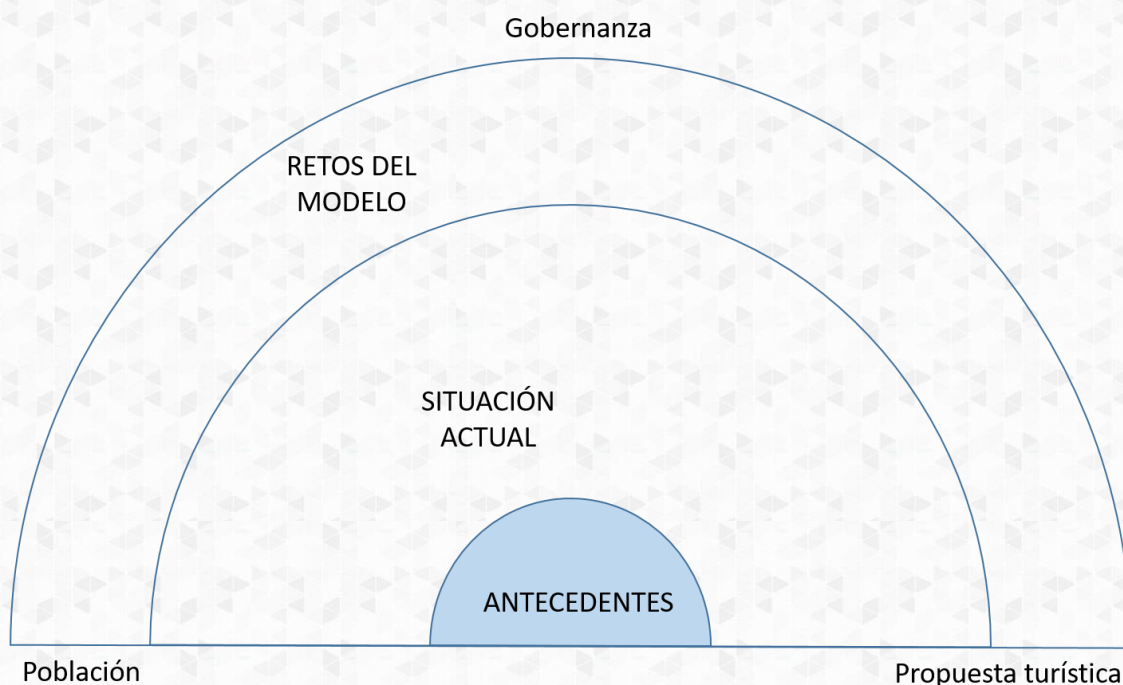 Gobernanza
RETOS DEL
MODELO
SITUACIÓN
ACTUAL
ANTECEDENTES
Población
Propuesta turística